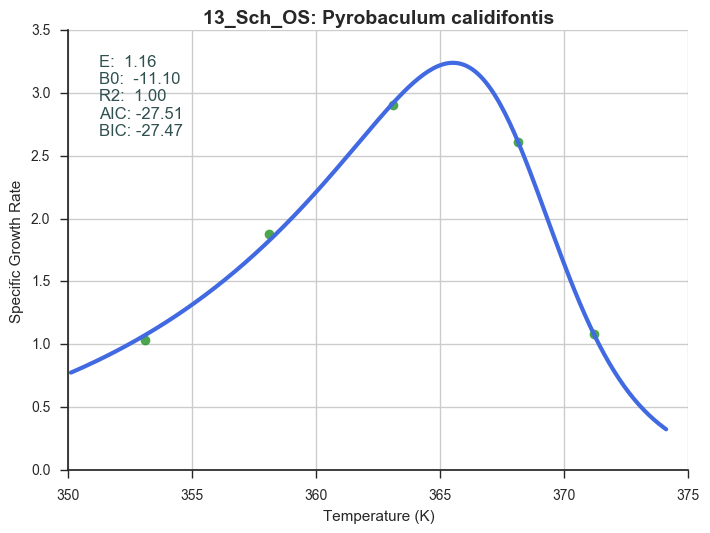 13_Sch_OS: Pyrobaculum calidifontis
3.5
E:  1.16
B0:  -11.10
R2:  1.00
AIC: -27.51
BIC: -27.47
3.0
2.5
2.0
1.5
1.0
0.5
0.0
Specific Growth Rate
350
355
360
365
370
375
Temperature (K)